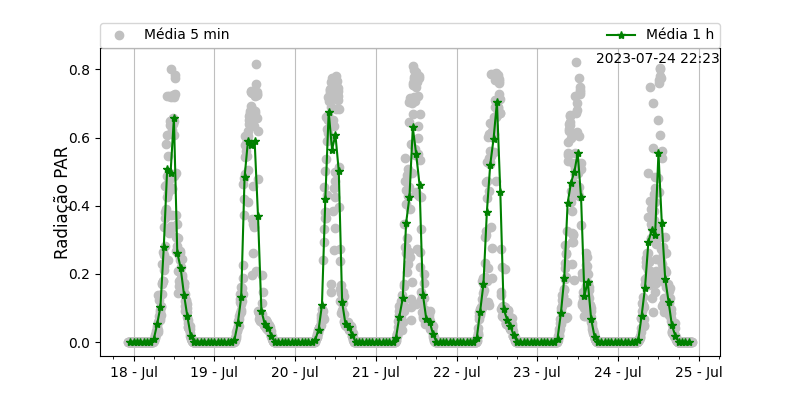 Média 5 min
Média 1 h
2023-07-24 22:23
Radiação PAR
0.8
0.6
0.4
0.2
0.0
18 - Jul
19 - Jul
20 - Jul
21 - Jul
22 - Jul
23 - Jul
24 - Jul
25 - Jul